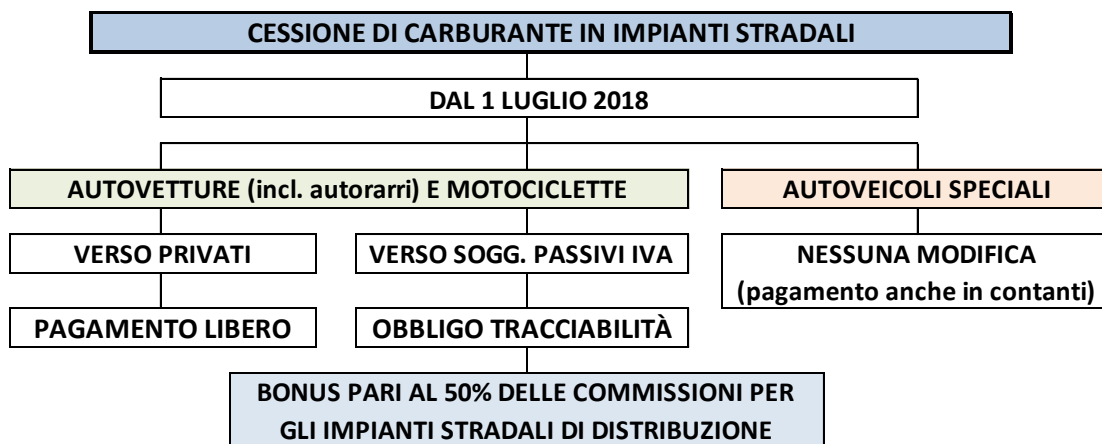 CESSIONE DI CARBURANTE IN IMPIANTI STRADALI
DAL 1 LUGLIO 2018
AUTOVETTURE (incl. autorarri) E MOTOCICLETTE
AUTOVEICOLI SPECIALI
VERSO PRIVATI
VERSO SOGG. PASSIVI IVA
NESSUNA MODIFICA
(pagamento anche in contanti)
PAGAMENTO LIBERO
OBBLIGO TRACCIABILITÀ
BONUS PARI AL 50% DELLE COMMISSIONI PER
GLI IMPIANTI STRADALI DI DISTRIBUZIONE